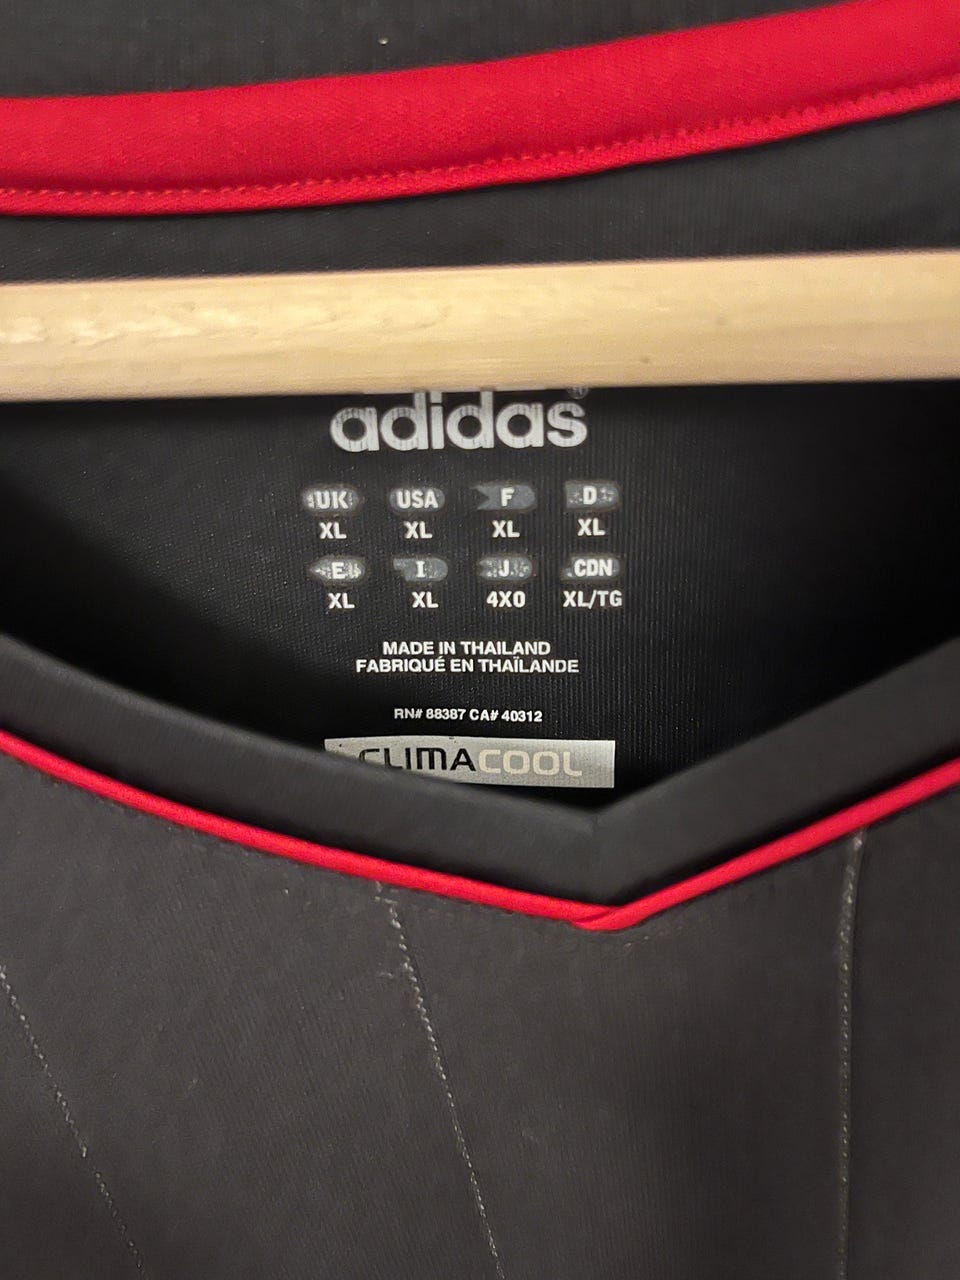 adidas®
UK USA F D
XL XL XL XL
E I J CDN
XL XL 4XO XL/TG
MADE IN THAILAND
FABRIQUÉ EN THAÏLANDE
RN# 88387 CA# 40312
CLIMACOOL